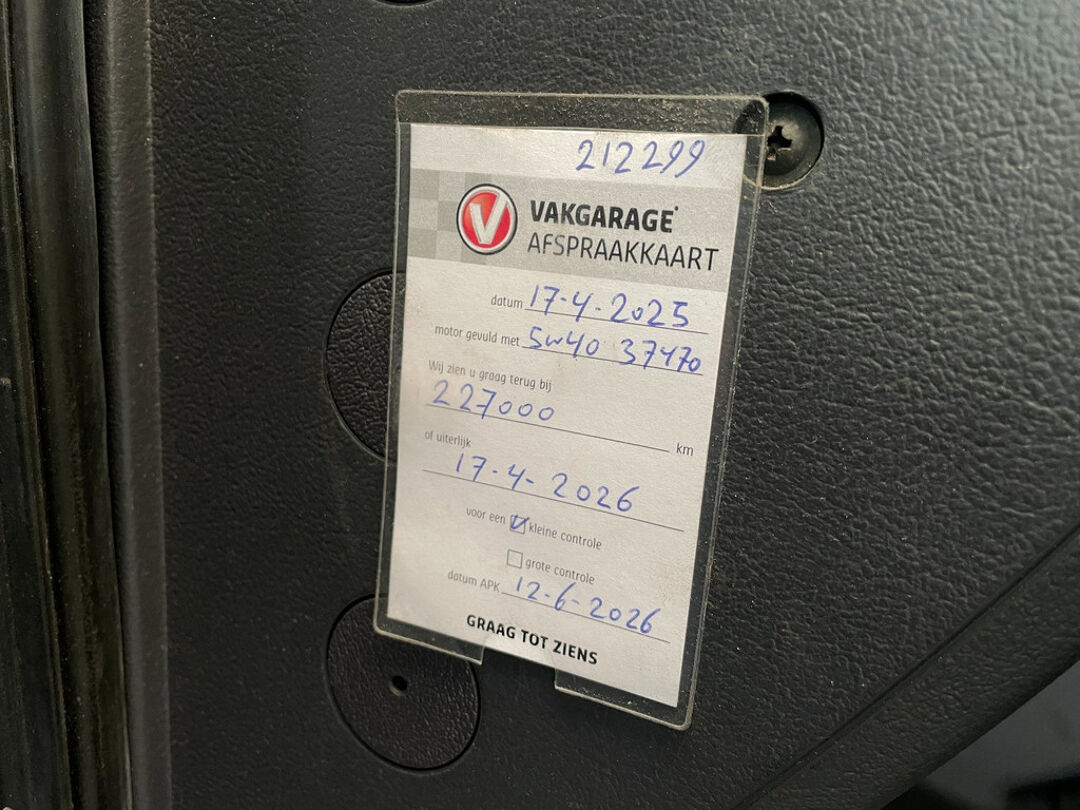 212299
V VAKGARAGE
AFSPRAAKKAART
datum 17-4-2025
motor gevuld met 5w40 37470
Wij zien u graag terug bij
227000 km
of uiterlijk
17-4-2026
voor een kleine controle
grote controle
datum APK 12-6-2026
GRAAG TOT ZIENS